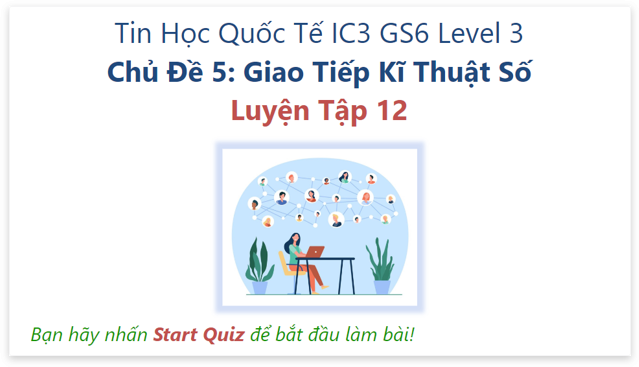 Tin Học Quốc Tế IC3 GS6 Level 3
Chủ Đề 5: Giao Tiếp Kĩ Thuật Số
Luyện Tập 12
Bạn hãy nhấn Start Quiz để bắt đầu làm bài!